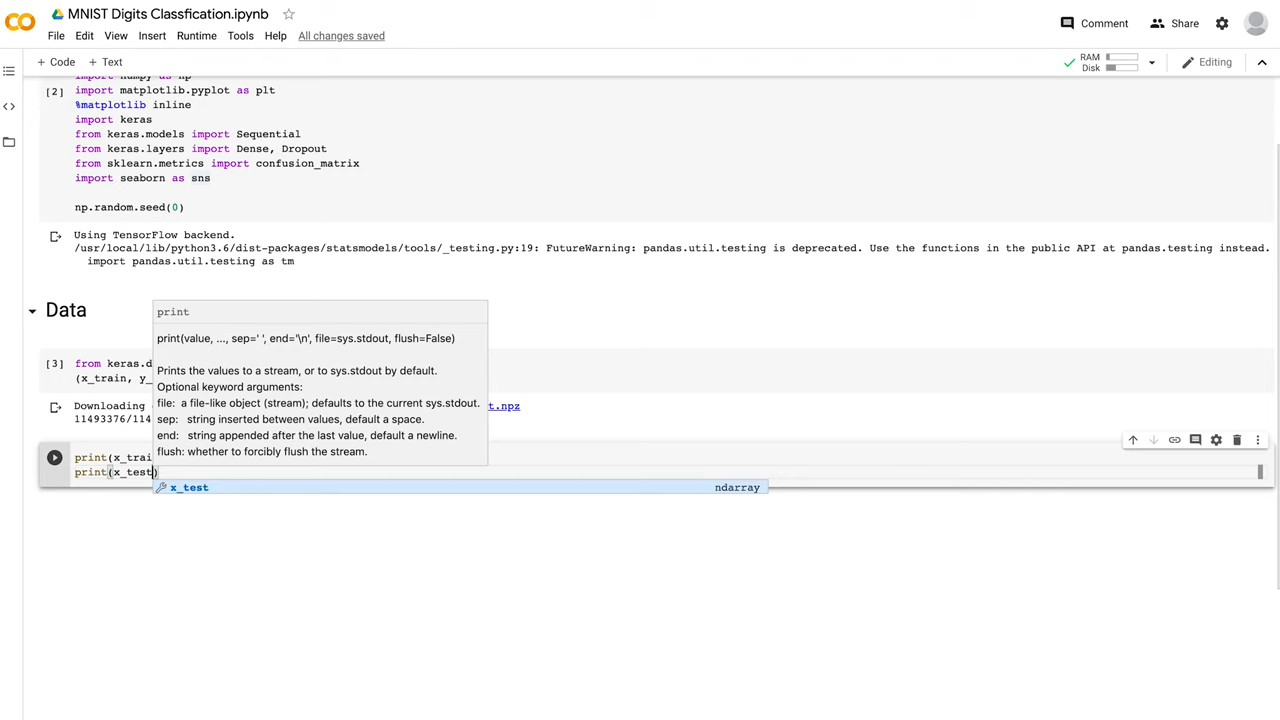 MNIST Digits Classfication.ipynb
Comment
Share
File Edit View Insert Runtime Tools Help All changes saved
+ Code + Text
RAM
Disk
Editing
import numpy as np
[2] import matplotlib.pyplot as plt
%matplotlib inline
import keras
from keras.models import Sequential
from keras.layers import Dense, Dropout
from sklearn.metrics import confusion_matrix
import seaborn as sns
np.random.seed(0)
Using TensorFlow backend.
/usr/local/lib/python3.6/dist-packages/statsmodels/tools/_testing.py:19: FutureWarning: pandas.util.testing is deprecated. Use the functions in the public API at pandas.testing instead.
import pandas.util.testing as tm
Data
print
print(value, ..., sep=' ', end='\n', file=sys.stdout, flush=False)
Prints the values to a stream, or to sys.stdout by default.
Optional keyword arguments:
file: a file-like object (stream); defaults to the current sys.stdout.
sep: string inserted between values, default a space.
end: string appended after the last value, default a newline.
flush: whether to forcibly flush the stream.
[3] from keras.d
(x_train, y_
Downloading t.npz
11493376/114
print(x_trai
print(x_test)
x_test ndarray